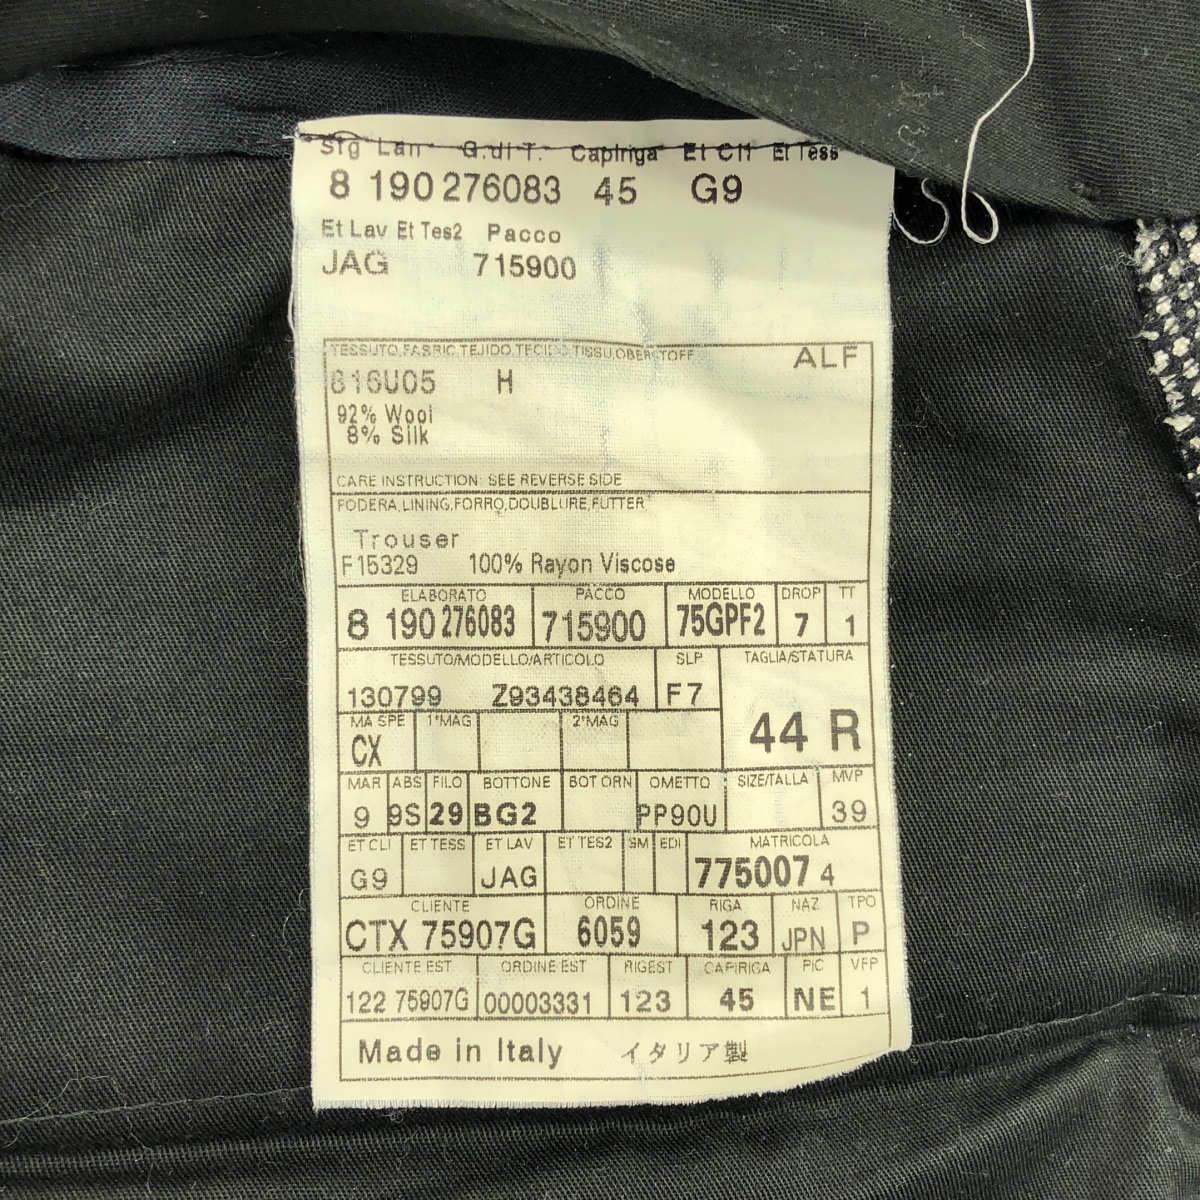 Stg Lan G.di T. Capiriga Et Cli Et Tess
8 190 276083 45 G9
Et Lav Et Tes2 Pacco
JAG 715900
TESSUTO,FABRIC,TEJIDO,TECIDO,TISSU,OBERSTOFF ALF
816U05 H
92% Wool
8% Silk
CARE INSTRUCTION: SEE REVERSE SIDE
FODERA,LINING,FORRO,DOUBLURE,FUTTER
Trouser
F15329 100% Rayon Viscose
ELABORATO PACCO MODELLO DROP TT
8 190 276083 715900 75GPF2 7 1
TESSUTO/MODELLO/ARTICOLO SLP TAGLIA/STATURA
130799 Z93438464 F7
44 R
MA SPE 1°MAG 2°MAG
CX
MAR ABS FILO BOTTONE BOT ORN OMETTO SIZE/TALLA MVP
9 9S 29 BG2 PP90U 39
ET CLI ET TESS ET LAV ET TES2 SM EDI MATRICOLA
G9 JAG 775007 4
CLIENTE ORDINE RIGA NAZ TPO
CTX 75907G 6059 123 JPN P
CLIENTE EST ORDINE EST RIGEST CAPIRIGA PIC VFP
122 75907G 00003331 123 45 NE 1
Made in Italy イタリア製